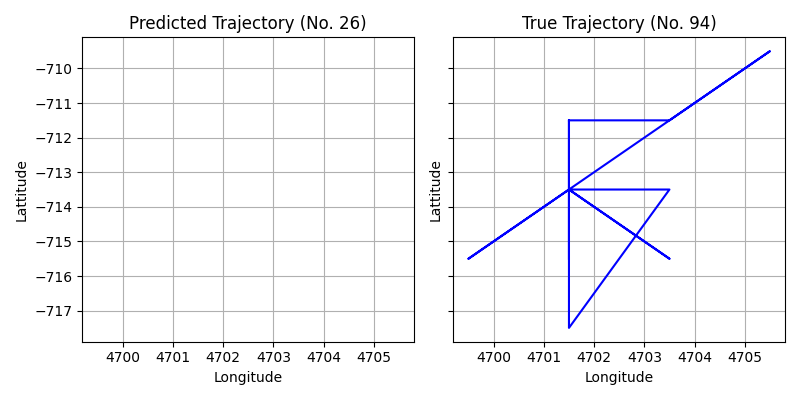 Predicted Trajectory (No. 26)
True Trajectory (No. 94)
−710
−711
−712
−713
−714
−715
−716
−717
Lattitude
Lattitude
4700 4701 4702 4703 4704 4705
4700 4701 4702 4703 4704 4705
Longitude
Longitude